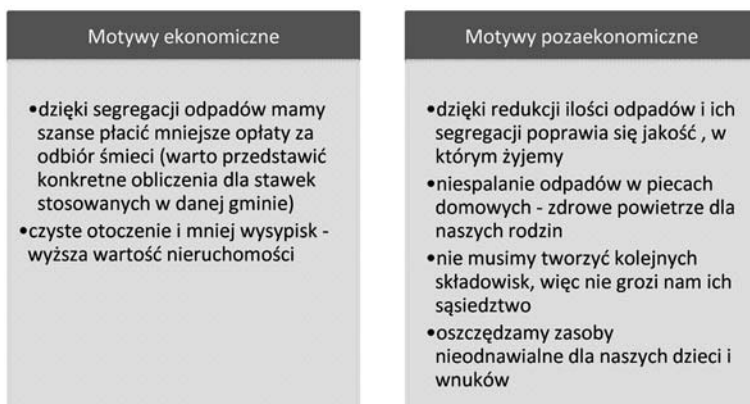 Motywy ekonomiczne
•dzięki segregacji odpadów mamy
szanse płacić mniejsze opłaty za
odbiór śmieci (warto przedstawić
konkretne obliczenia dla stawek
stosowanych w danej gminie)
•czyste otoczenie i mniej wysypisk -
wyższa wartość nieruchomości
Motywy pozaekonomiczne
•dzięki redukcji ilości odpadów i ich
segregacji poprawia się jakość , w
którym żyjemy
•niespalanie odpadów w piecach
domowych - zdrowe powietrze dla
naszych rodzin
•nie musimy tworzyć kolejnych
składowisk, więc nie grozi nam ich
sąsiedztwo
•oszczędzamy zasoby
nieodnawialne dla naszych dzieci i
wnuków